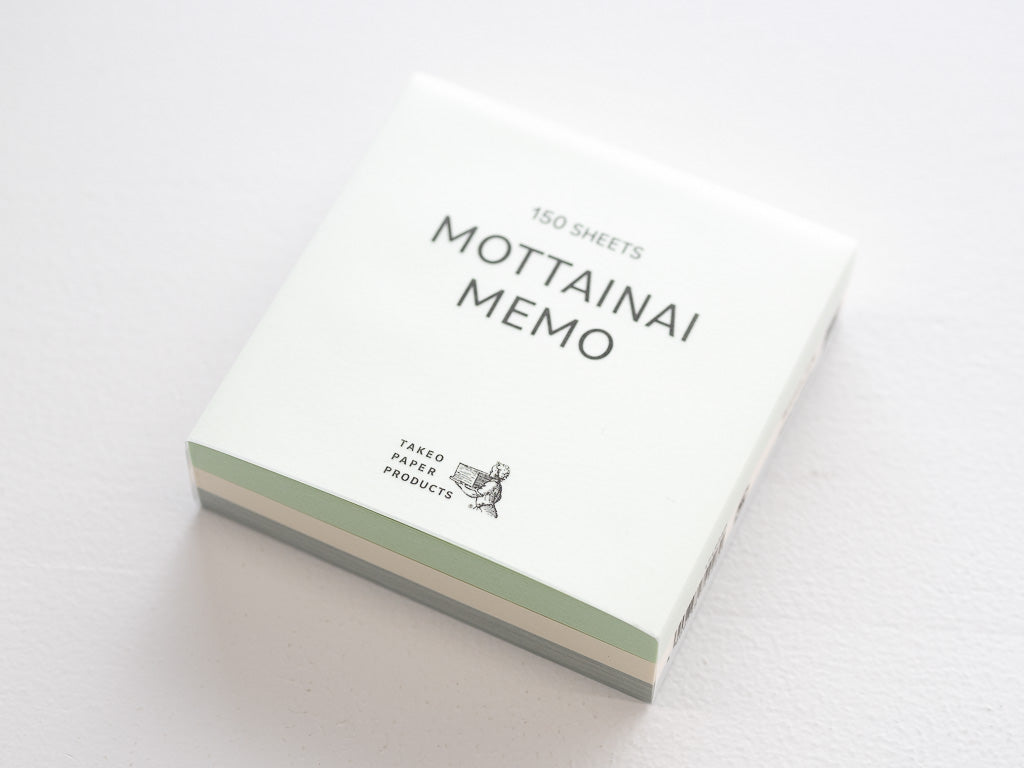 150 SHEETS
MOTTAINAI
MEMO
TAKEO
PAPER
PRODUCTS